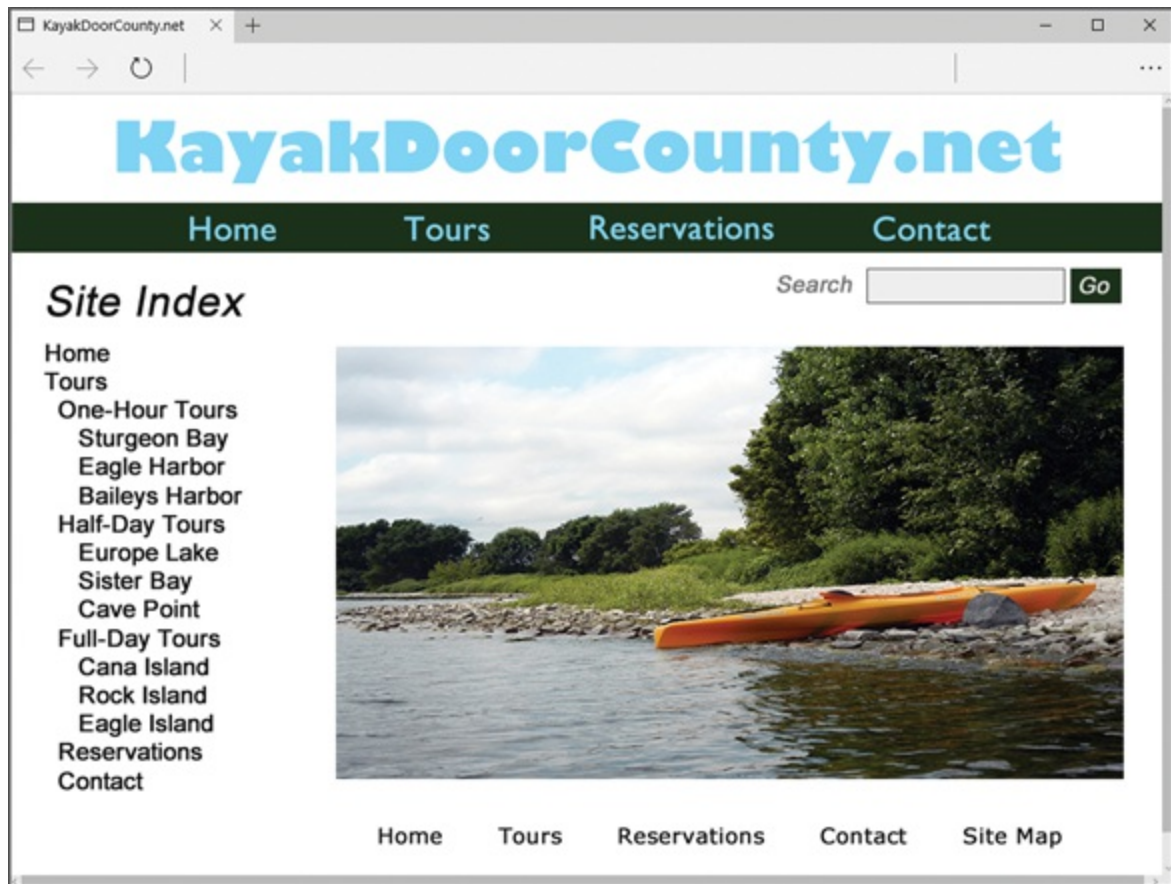 KayakDoorCounty.net
KayakDoorCounty.net
Home Tours Reservations Contact
Search Go
Site Index
Home
Tours
One-Hour Tours
Sturgeon Bay
Eagle Harbor
Baileys Harbor
Half-Day Tours
Europe Lake
Sister Bay
Cave Point
Full-Day Tours
Cana Island
Rock Island
Eagle Island
Reservations
Contact
Home Tours Reservations Contact Site Map